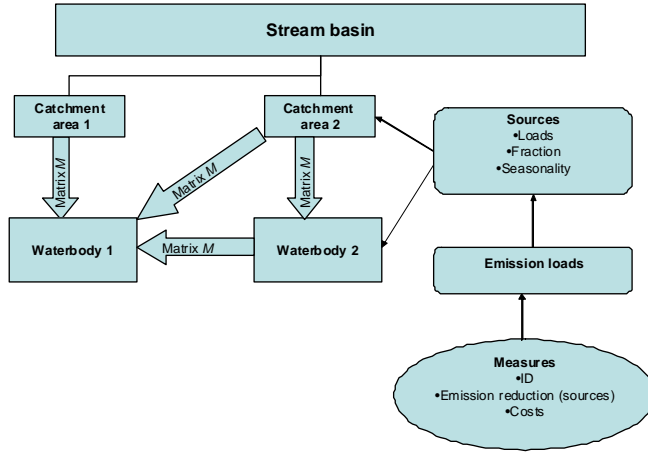 Stream basin
Catchment
area 1
Catchment
area 2
Sources
•Loads
•Fraction
•Seasonality
Matrix M
Matrix M
Matrix M
Waterbody 1
Matrix M
Waterbody 2
Emission loads
Measures
•ID
•Emission reduction (sources)
•Costs